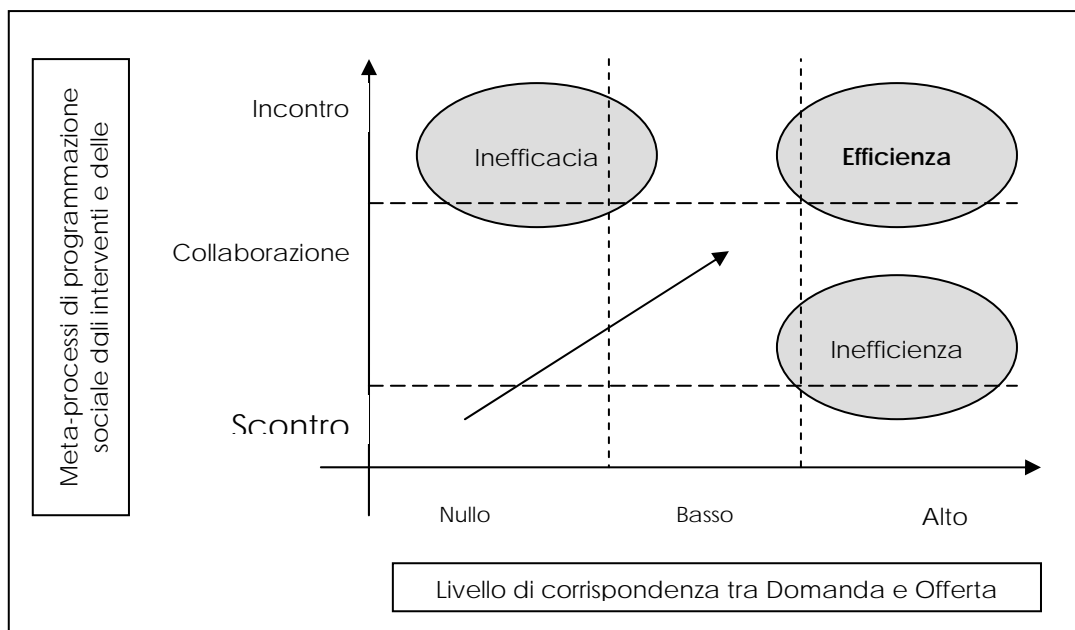 Meta-processi di programmazione
sociale dali interventi e delle
Incontro
Inefficacia
Efficienza
Collaborazione
Inefficienza
Scontro
Nullo
Basso
Alto
Livello di corrispondenza tra Domanda e Offerta